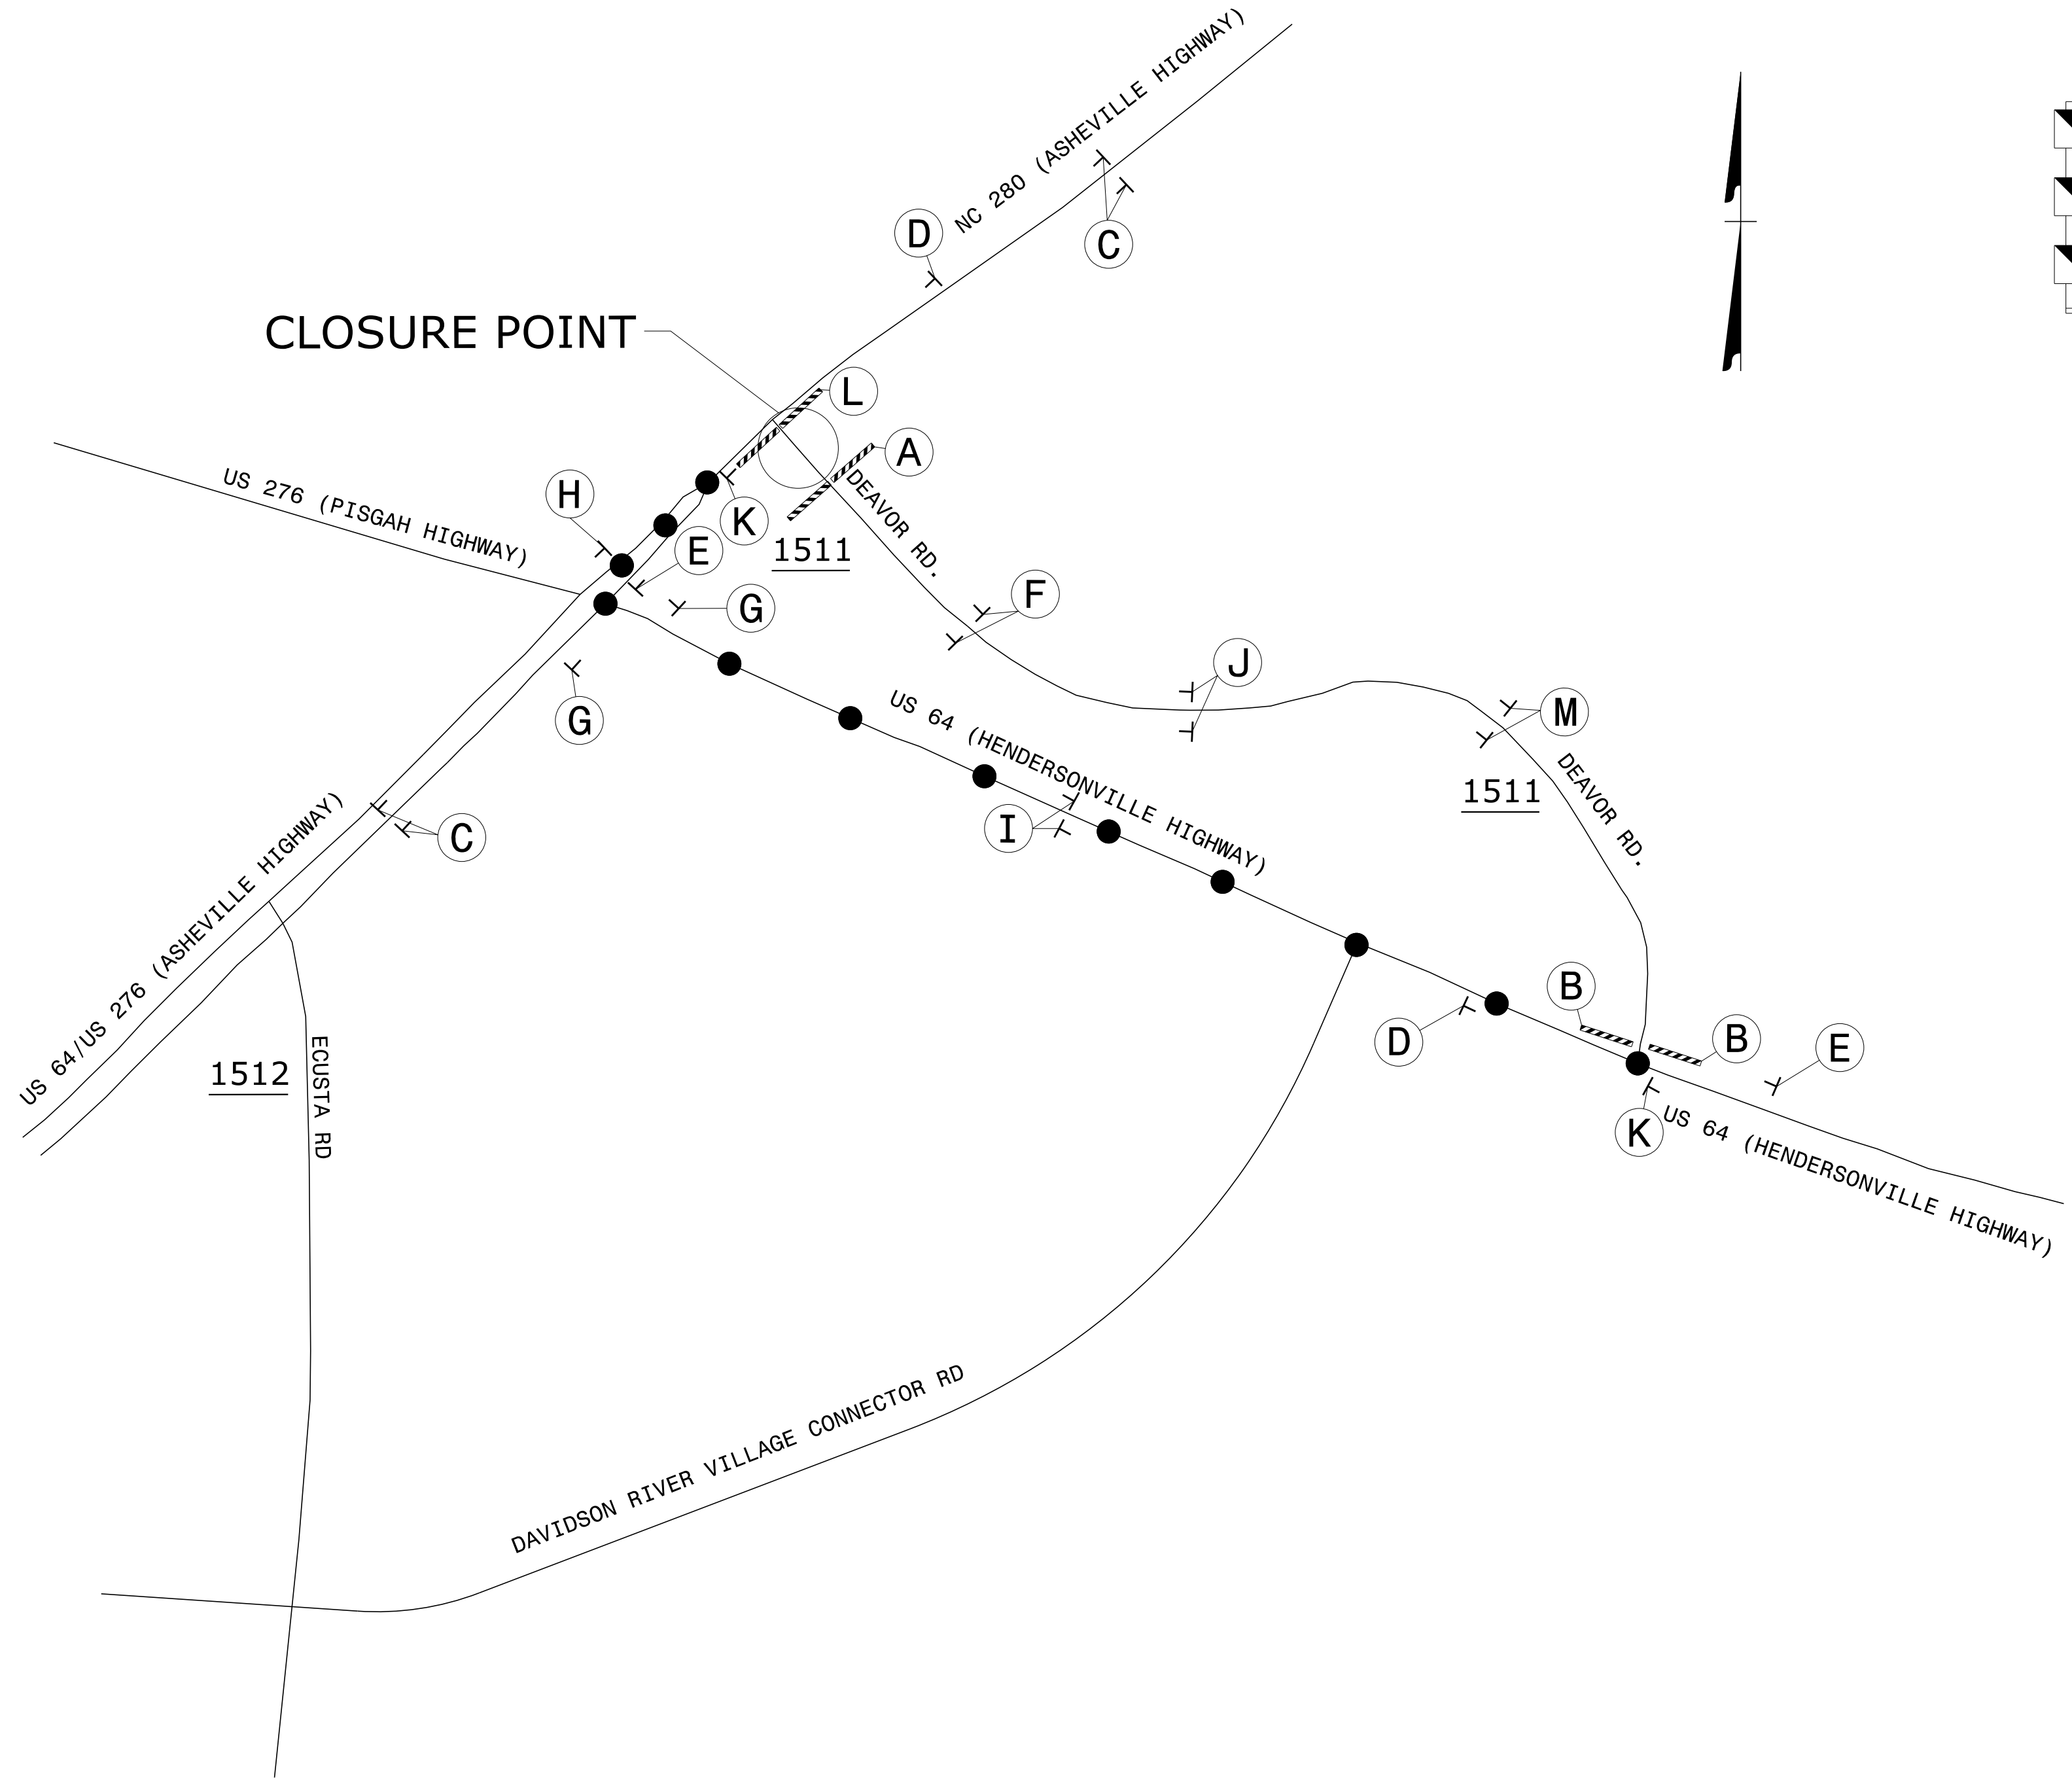 NC 280 (ASHEVILLE HIGHWAY)
D
C
CLOSURE POINT
L
A
US 276 (PISGAH HIGHWAY)
H
K
E
1511
DEAVOR RD.
G
F
G
J
M
US 64 (HENDERSONVILLE HIGHWAY)
1511
DEAVOR RD.
I
C
US 64/US 276 (ASHEVILLE HIGHWAY)
B
B
D
E
K
US 64 (HENDERSONVILLE HIGHWAY)
1512
ECUSTA RD
DAVIDSON RIVER VILLAGE CONNECTOR RD